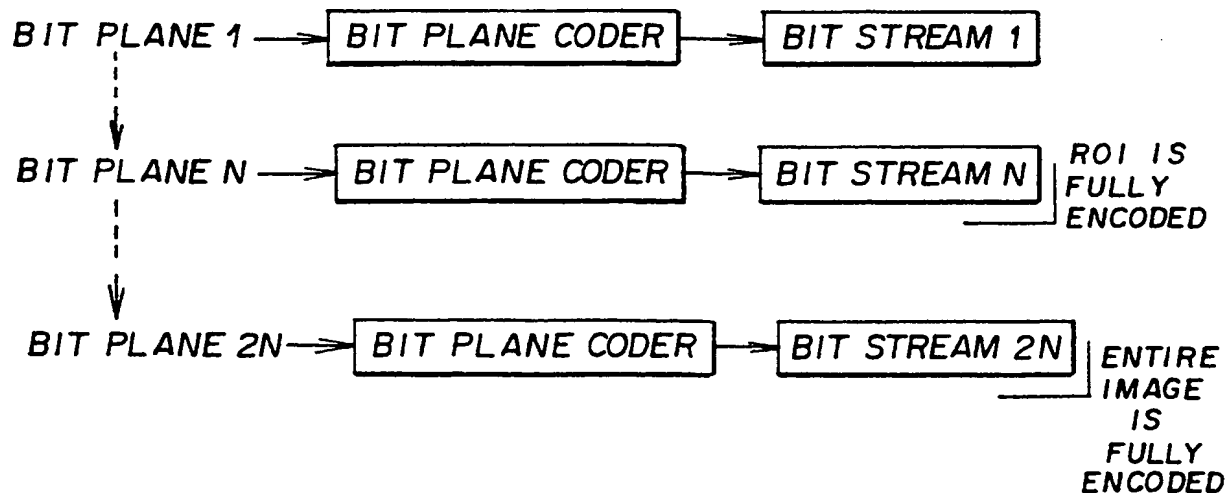 BIT PLANE 1
BIT PLANE CODER
BIT STREAM 1
BIT PLANE N
BIT PLANE CODER
BIT STREAM N
ROI IS
FULLY
ENCODED
BIT PLANE 2N
BIT PLANE CODER
BIT STREAM 2N
ENTIRE
IMAGE
IS
FULLY
ENCODED